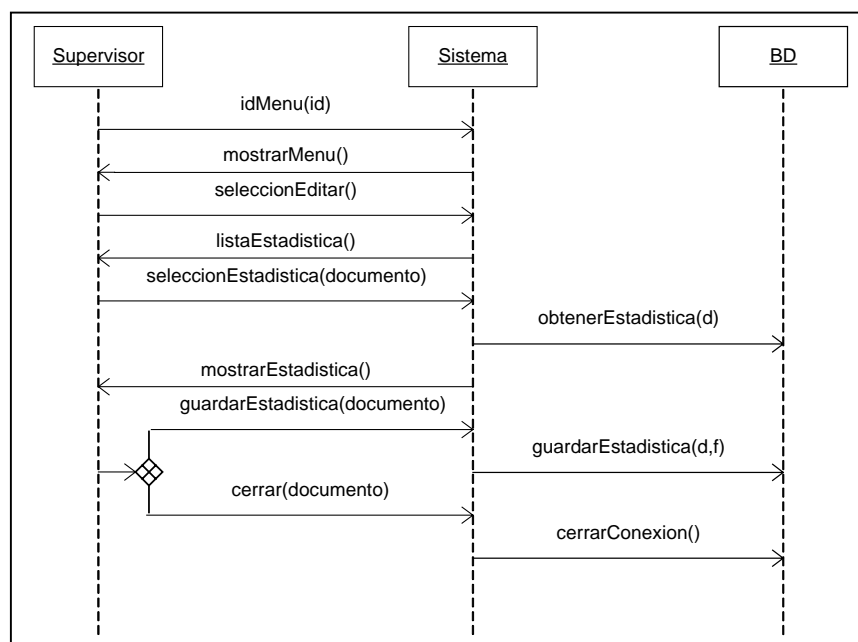 Supervisor
Sistema
BD
idMenu(id)
mostrarMenu()
seleccionEditar()
listaEstadistica()
seleccionEstadistica(documento)
obtenerEstadistica(d)
mostrarEstadistica()
guardarEstadistica(documento)
guardarEstadistica(d,f)
cerrar(documento)
cerrarConexion()